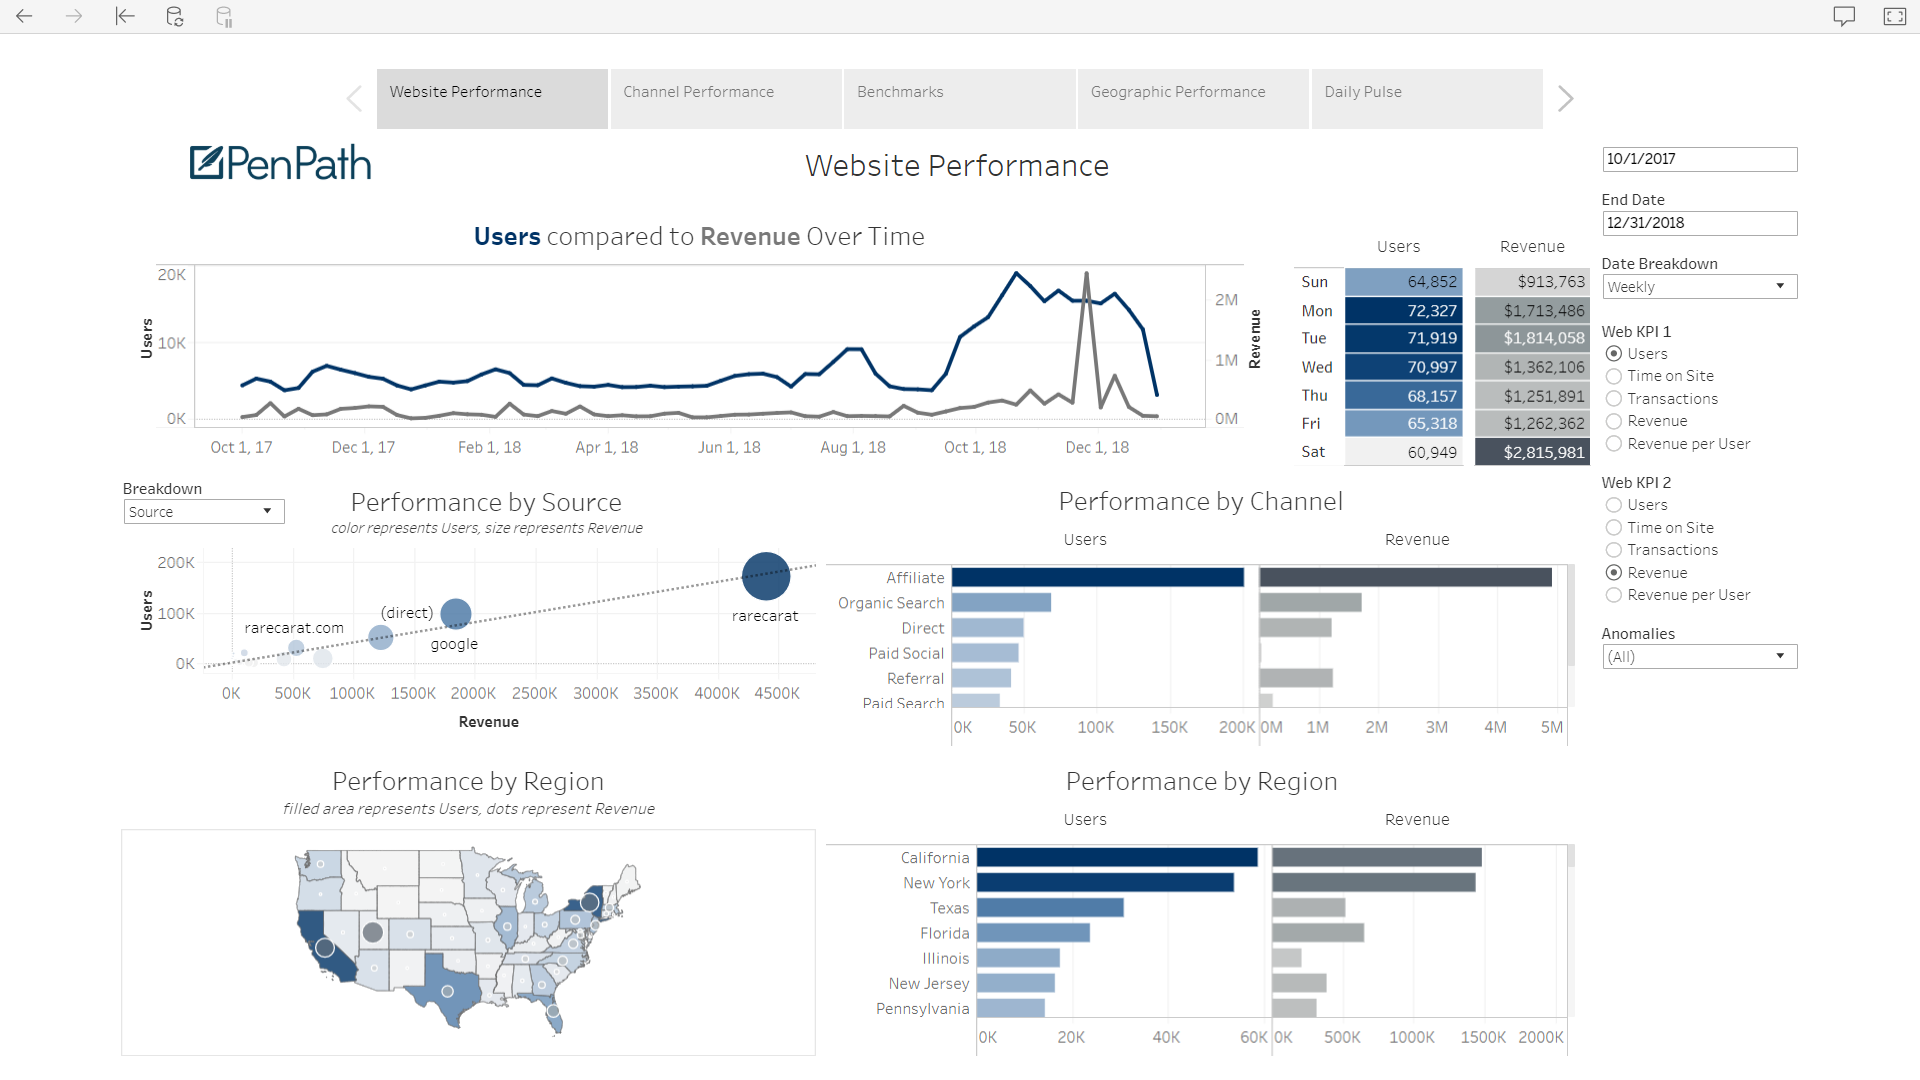 Website Performance
Channel Performance
Benchmarks
Geographic Performance
Daily Pulse
PenPath
Website Performance
10/1/2017
End Date
12/31/2018
Date Breakdown
Weekly
Web KPI 1
Users
Time on Site
Transactions
Revenue
Revenue per User
Web KPI 2
Users
Time on Site
Transactions
Revenue
Revenue per User
Anomalies
(All)
Users compared to Revenue Over Time
20K
10K
0K
Users
2M
1M
0M
Revenue
Oct 1, 17 Dec 1, 17 Feb 1, 18 Apr 1, 18 Jun 1, 18 Aug 1, 18 Oct 1, 18 Dec 1, 18
Users Revenue
Sun 64,852 $913,763
Mon 72,327 $1,713,486
Tue 71,919 $1,814,058
Wed 70,997 $1,362,106
Thu 68,157 $1,251,891
Fri 65,318 $1,262,362
Sat 60,949 $2,815,981
Breakdown
Source
Performance by Source
color represents Users, size represents Revenue
200K
100K
0K
Users
rarecarat.com
(direct)
google
rarecarat
0K 500K 1000K 1500K 2000K 2500K 3000K 3500K 4000K 4500K
Revenue
Performance by Channel
Users Revenue
Affiliate
Organic Search
Direct
Paid Social
Referral
Paid Search
0K 50K 100K 150K 200K 0M 1M 2M 3M 4M 5M
Performance by Region
filled area represents Users, dots represent Revenue
Performance by Region
Users Revenue
California
New York
Texas
Florida
Illinois
New Jersey
Pennsylvania
0K 20K 40K 60K 0K 500K 1000K 1500K 2000K